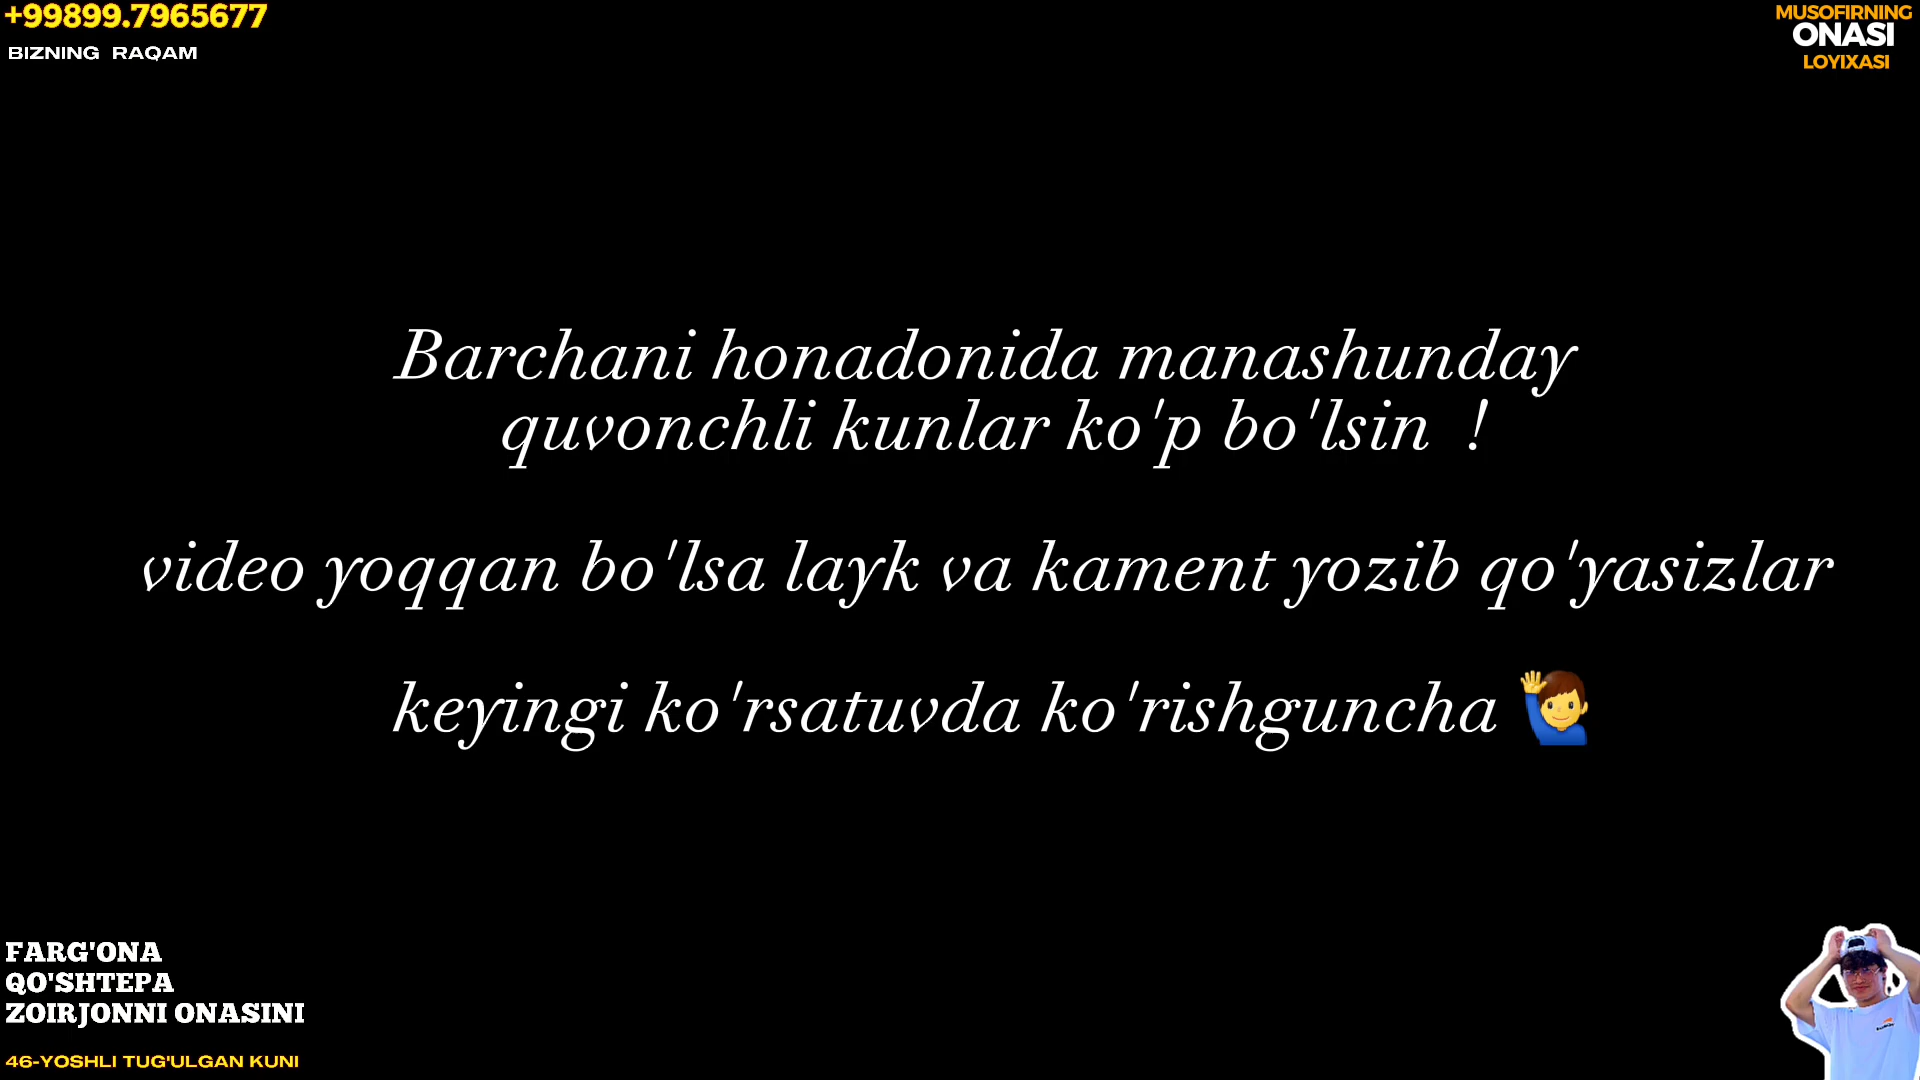 +99899.7965677
BIZNING RAQAM
MUSOFIRNING
ONASI
LOYIXASI
Barchani honadonida manashunday
quvonchli kunlar ko'p bo'lsin !
video yoqqan bo'lsa layk va kament yozib qo'yasizlar
keyingi ko'rsatuvda ko'rishguncha 🙋‍♂️
FARG'ONA
QO'SHTEPA
ZOIRJONNI ONASINI
46-YOSHLI TUG'ULGAN KUNI